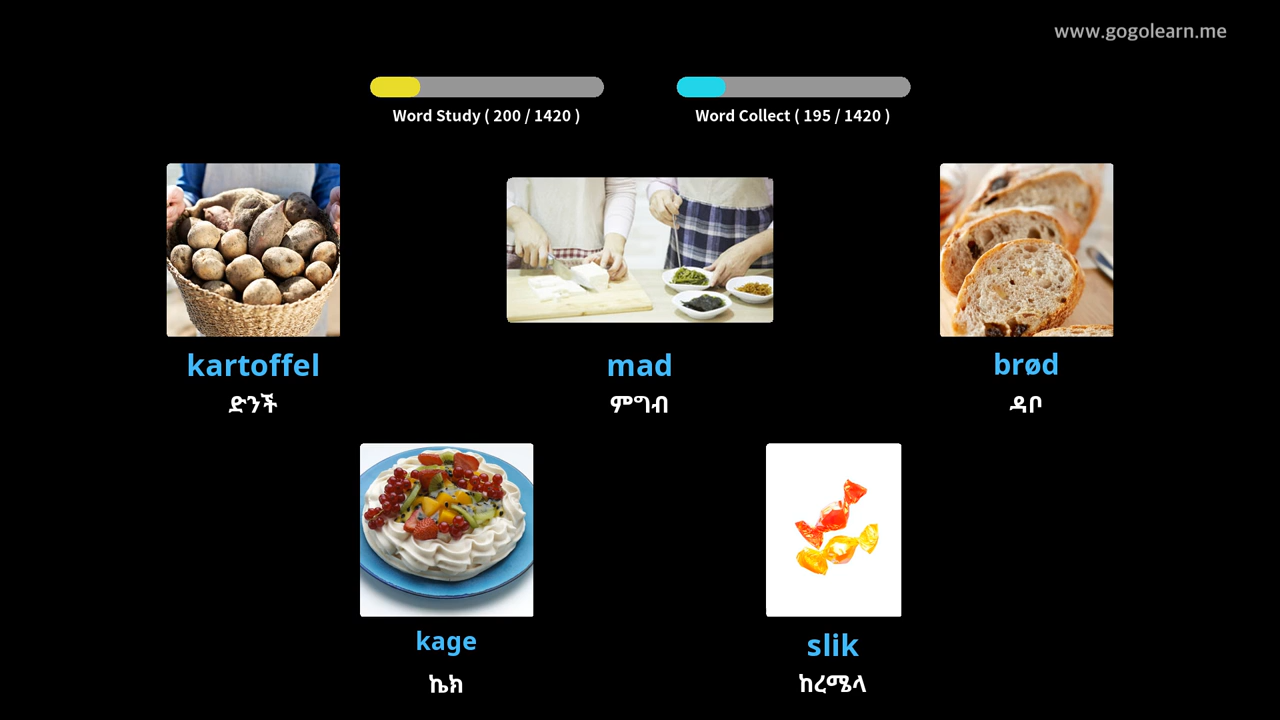 www.gogolearn.me
Word Study ( 200 / 1420 )
Word Collect ( 195 / 1420 )
kartoffel
ድንች
mad
ምግብ
brød
ዳቦ
kage
ኬክ
slik
ከረሜላ